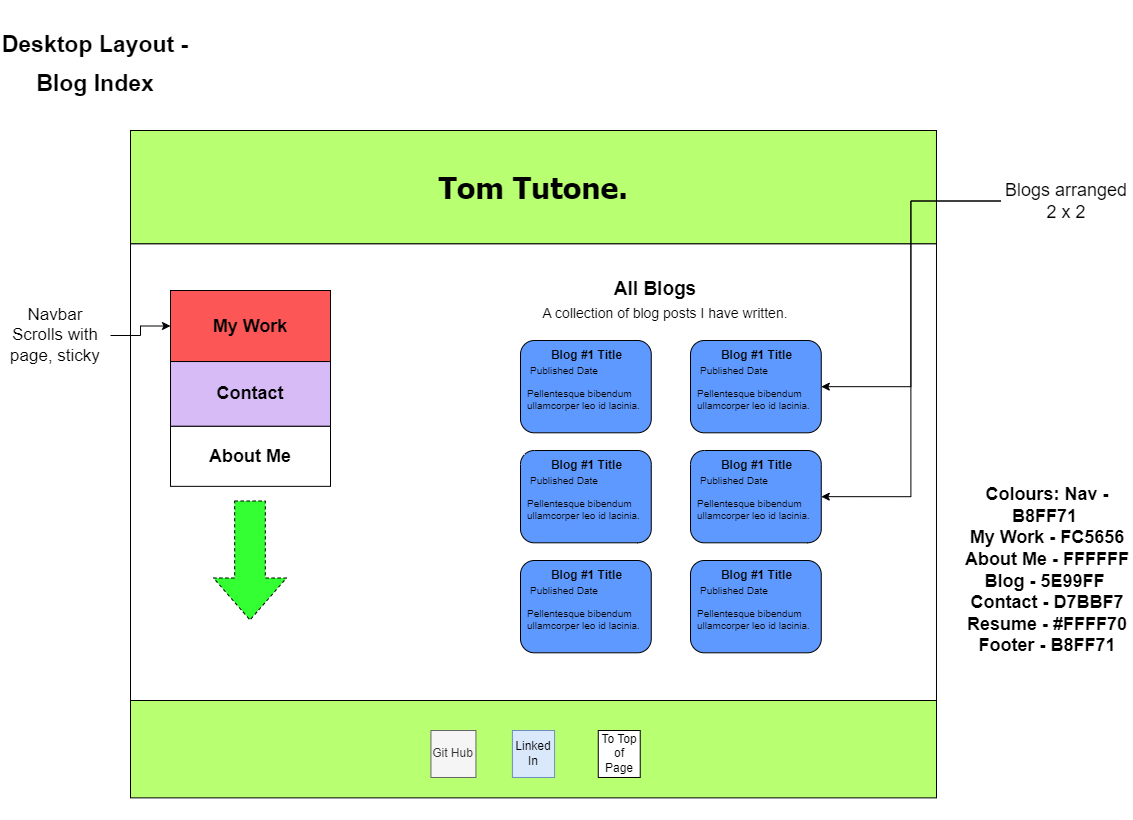 Desktop Layout -
Blog Index
Tom Tutone.
Blogs arranged
2 x 2
Navbar
Scrolls with
page, sticky
My Work
Contact
About Me
All Blogs
A collection of blog posts I have written.
Blog #1 Title
Published Date
Pellentesque bibendum
ullamcorper leo id lacinia.
Blog #1 Title
Published Date
Pellentesque bibendum
ullamcorper leo id lacinia.
Blog #1 Title
Published Date
Pellentesque bibendum
ullamcorper leo id lacinia.
Blog #1 Title
Published Date
Pellentesque bibendum
ullamcorper leo id lacinia.
Blog #1 Title
Published Date
Pellentesque bibendum
ullamcorper leo id lacinia.
Blog #1 Title
Published Date
Pellentesque bibendum
ullamcorper leo id lacinia.
Colours: Nav -
B8FF71
My Work - FC5656
About Me - FFFFFF
Blog - 5E99FF
Contact - D7BBF7
Resume - #FFFF70
Footer - B8FF71
Git Hub
Linked
In
To Top
of
Page